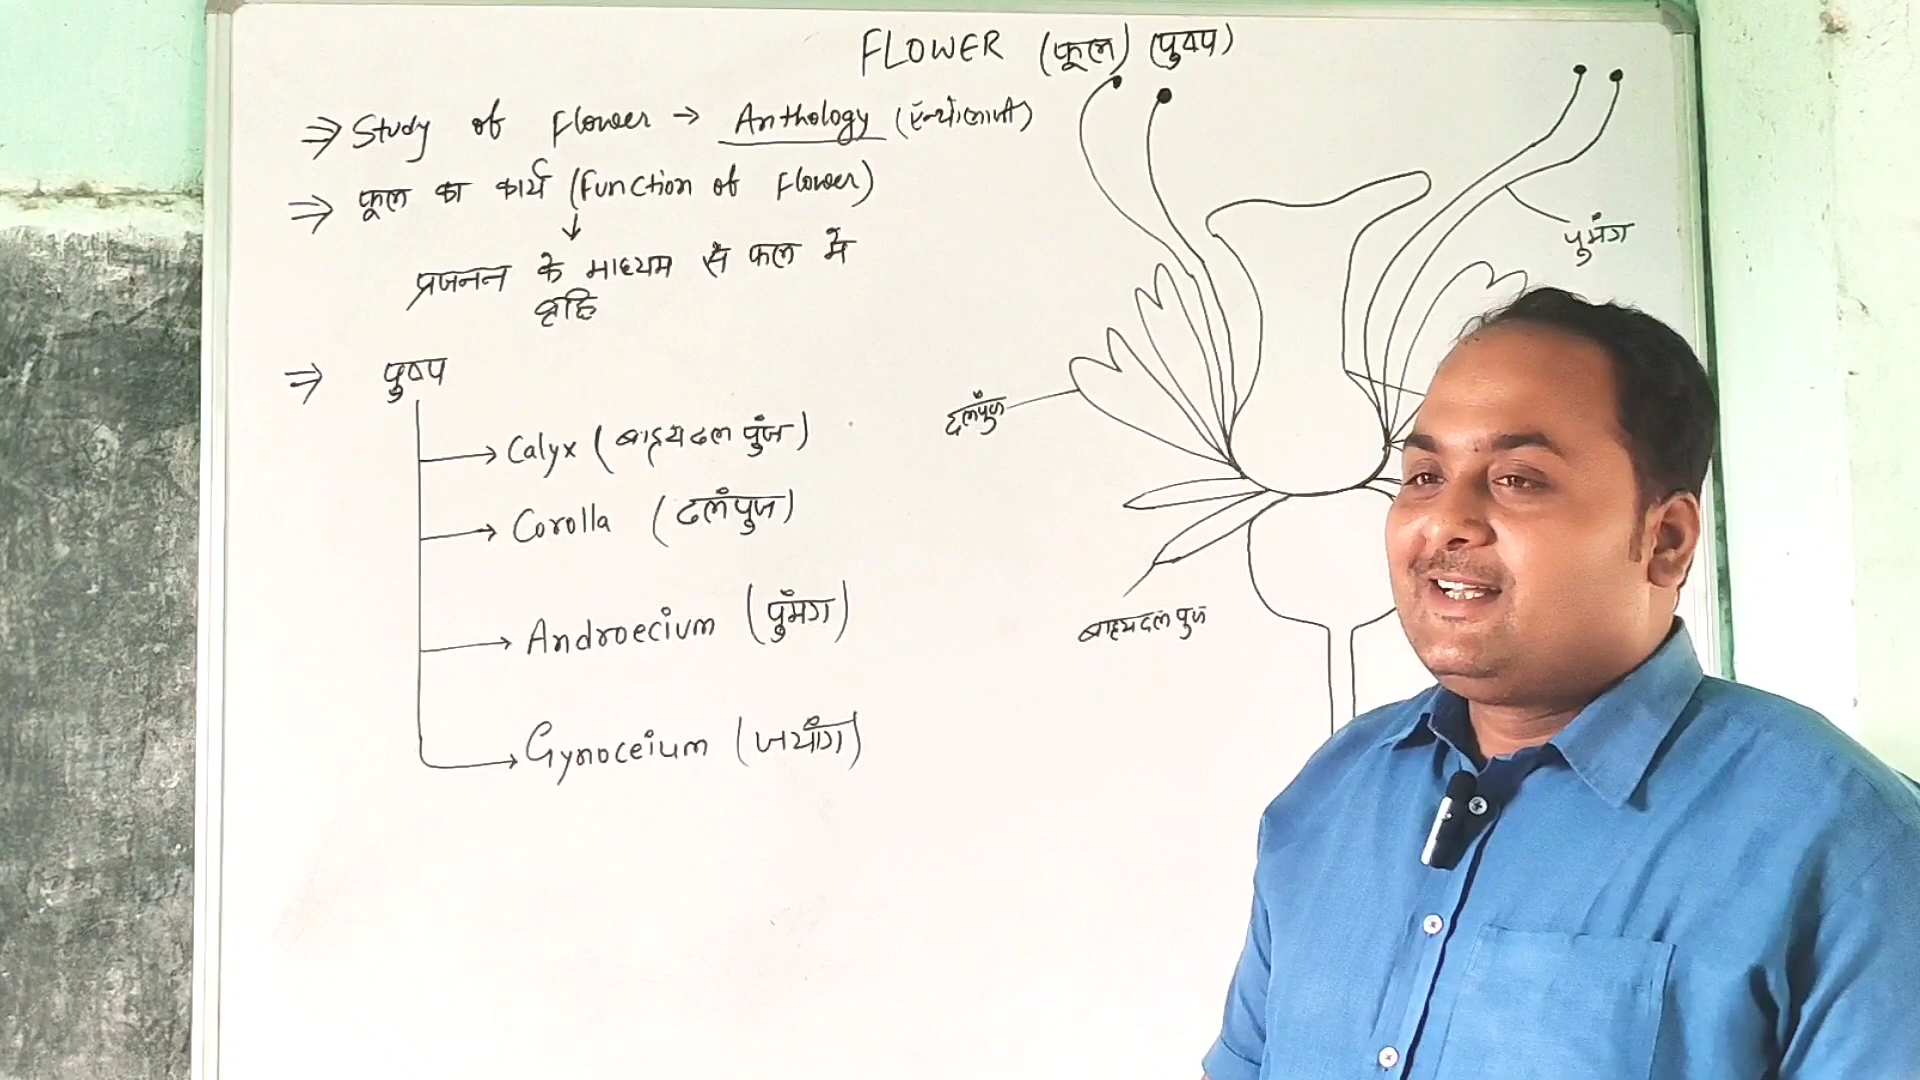 FLOWER (फूल) (पुष्प)
⇒ Study of Flower → Anthology (एन्थोलाजी)
⇒ फूल का कार्य (Function of Flower)
↓
प्रजनन के माध्यम से फल में
वृद्धि
⇒ पुष्प
→ Calyx (बाह्यदल पुंज)
→ Corolla (दलपुंज)
→ Androecium (पुमंग)
→ Gynoceium (जयांग)
पुमंग
दलपुंज
बाह्यदल पुंज